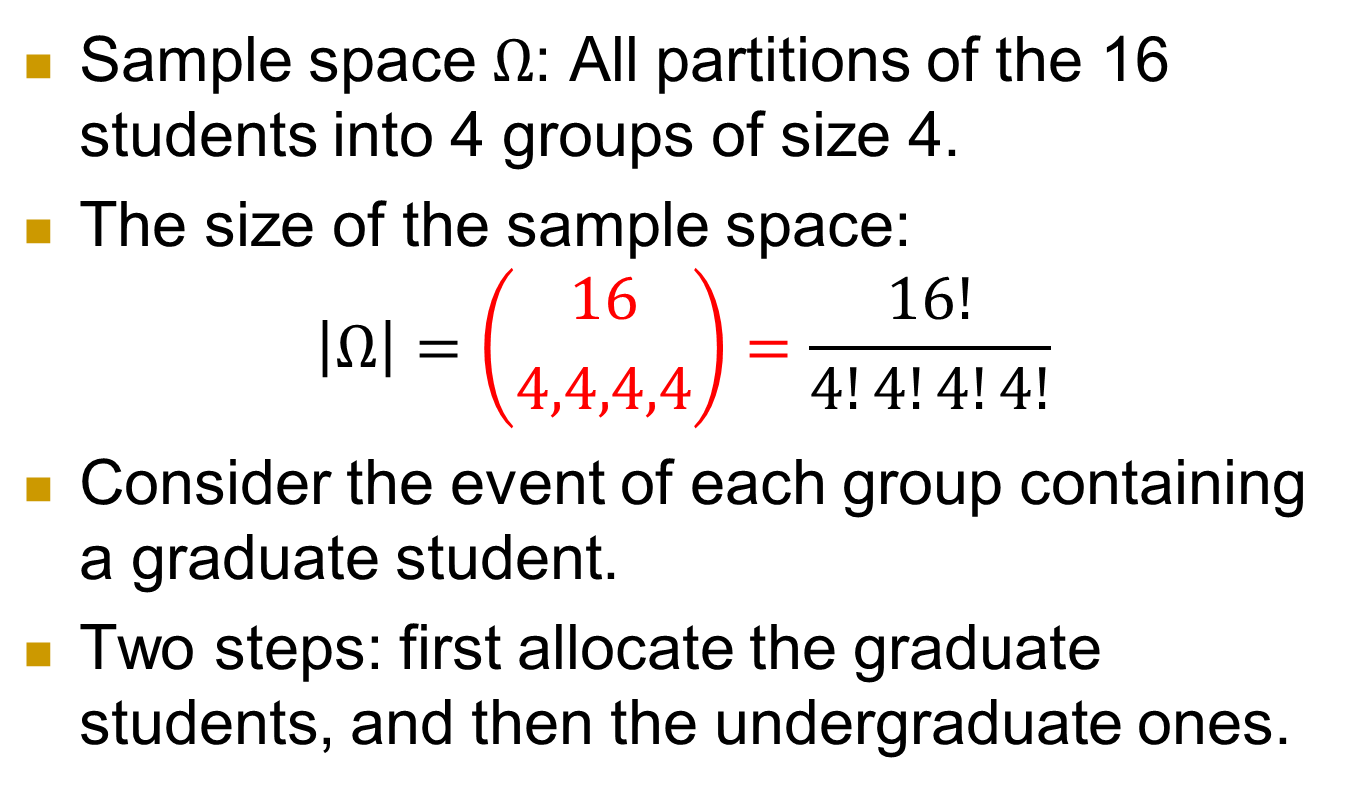 Sample space Ω: All partitions of the 16
students into 4 groups of size 4.
The size of the sample space:
|Ω| = (16 4,4,4,4) = 16! / 4! 4! 4! 4!
Consider the event of each group containing
a graduate student.
Two steps: first allocate the graduate
students, and then the undergraduate ones.